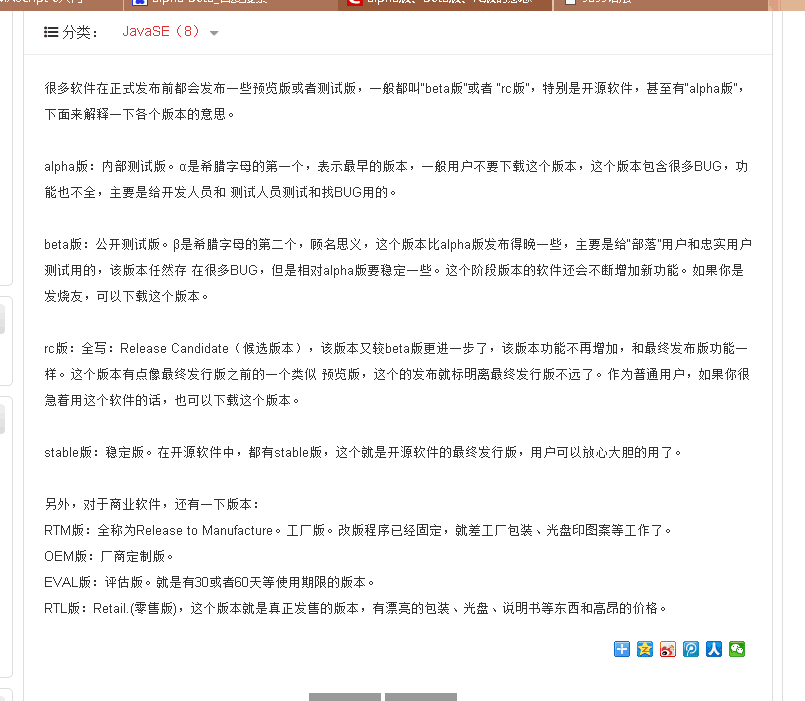 分类： JavaSE（8）
很多软件在正式发布前都会发布一些预览版或者测试版，一般都叫"beta版"或者 "rc版"，特别是开源软件，甚至有"alpha版"，
下面来解释一下各个版本的意思。
alpha版：内部测试版。α是希腊字母的第一个，表示最早的版本，一般用户不要下载这个版本，这个版本包含很多BUG，功
能也不全，主要是给开发人员和 测试人员测试和找BUG用的。
beta版：公开测试版。β是希腊字母的第二个，顾名思义，这个版本比alpha版发布得晚一些，主要是给"部落"用户和忠实用户
测试用的，该版本任然存 在很多BUG，但是相对alpha版要稳定一些。这个阶段版本的软件还会不断增加新功能。如果你是
发烧友，可以下载这个版本。
rc版：全写：Release Candidate（候选版本），该版本又较beta版更进一步了，该版本功能不再增加，和最终发布版功能一
样。这个版本有点像最终发行版之前的一个类似 预览版，这个的发布就标明离最终发行版不远了。作为普通用户，如果你很
急着用这个软件的话，也可以下载这个版本。
stable版：稳定版。在开源软件中，都有stable版，这个就是开源软件的最终发行版，用户可以放心大胆的用了。
另外，对于商业软件，还有一下版本：
RTM版：全称为Release to Manufacture。工厂版。改版程序已经固定，就差工厂包装、光盘印图案等工作了。
OEM版：厂商定制版。
EVAL版：评估版。就是有30或者60天等使用期限的版本。
RTL版：Retail.(零售版)，这个版本就是真正发售的版本，有漂亮的包装、光盘、说明书等东西和高昂的价格。